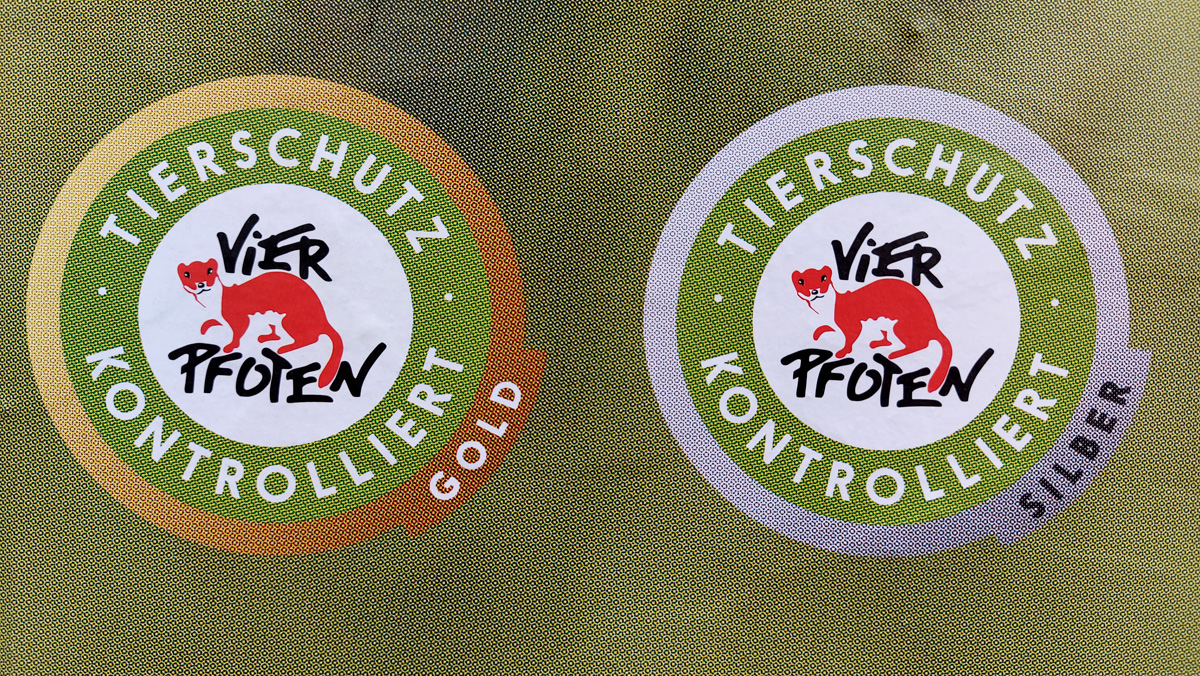 TIERSCHUTZ
ViER
PFOTEN
KONTROLLIERT
GOLD
TIERSCHUTZ
ViER
PFOTEN
KONTROLLIERT
SILBER